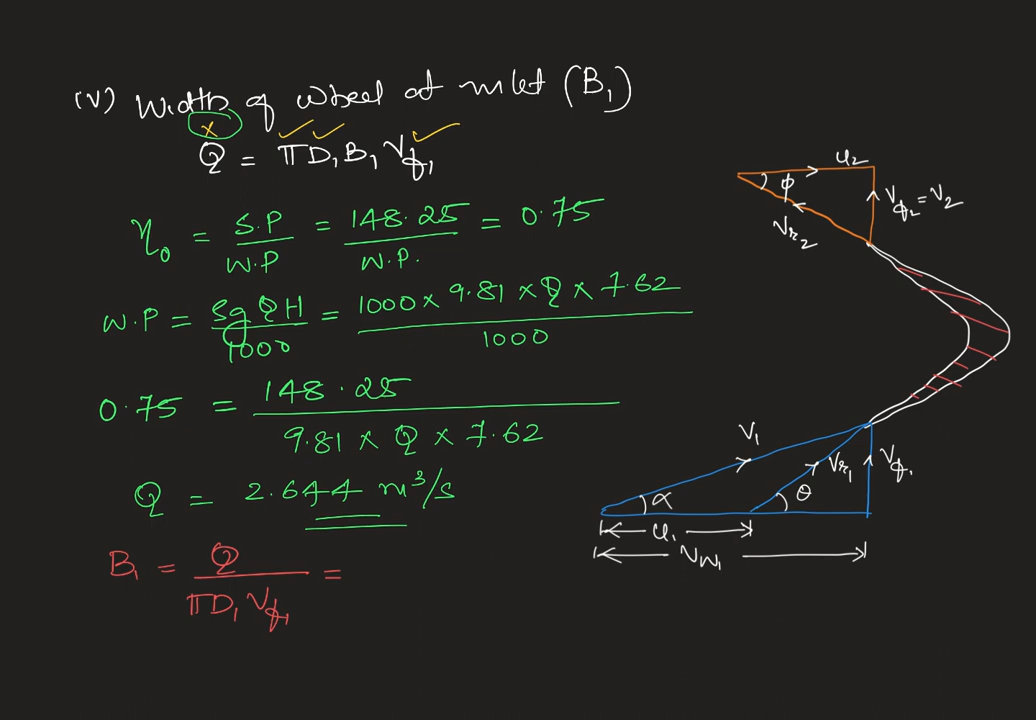 (V) Width of wheel at inlet (B₁)
x
Q = πD₁B₁Vf₁
η₀ = S.P / W.P = 148.25 / W.P. = 0.75
W.P = ρgQH / 1000 = 1000 × 9.81 × Q × 7.62 / 1000
0.75 = 148.25 / 9.81 × Q × 7.62
Q = 2.644 m³/s
B₁ = Q / πD₁Vf₁ =
u₂
φ
Vf₂ = V₂
Vr₂
V₁
Vr₁
Vf₁
α
θ
u₁
Vw₁